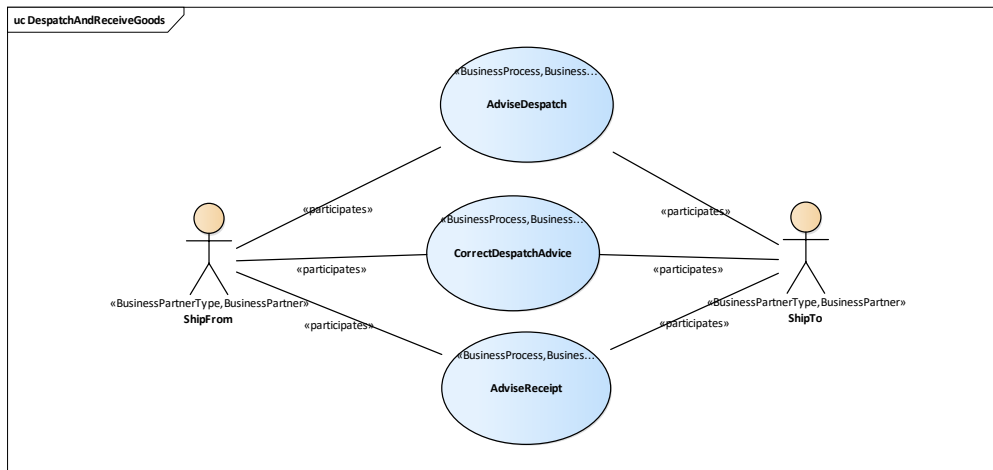 uc DespatchAndReceiveGoods
«BusinessProcess,Business…
AdviseDespatch
«participates»
«participates»
«BusinessProcess,Business…
CorrectDespatchAdvice
«participates»
«participates»
«BusinessPartnerType,BusinessPartner»
ShipFrom
«BusinessPartnerType,BusinessPartner»
ShipTo
«participates»
«participates»
«BusinessProcess,Busines…
AdviseReceipt